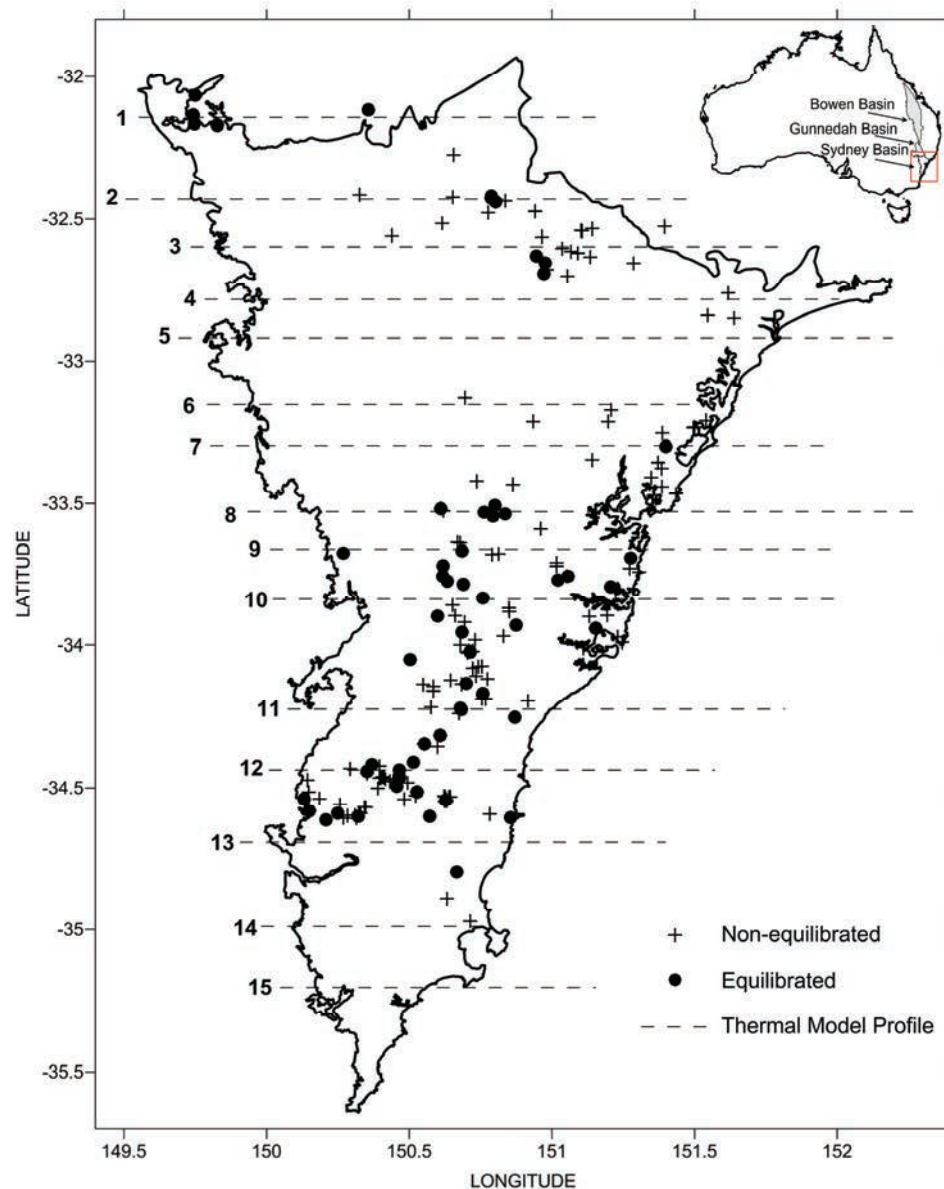 -32
-32.5
-33
-33.5
-34
-34.5
-35
-35.5
LATITUDE
149.5 150 150.5 151 151.5 152
LONGITUDE
1
2
3
4
5
6
7
8
9
10
11
12
13
14
15
Bowen Basin
Gunnedah Basin
Sydney Basin
Non-equilibrated
Equilibrated
Thermal Model Profile